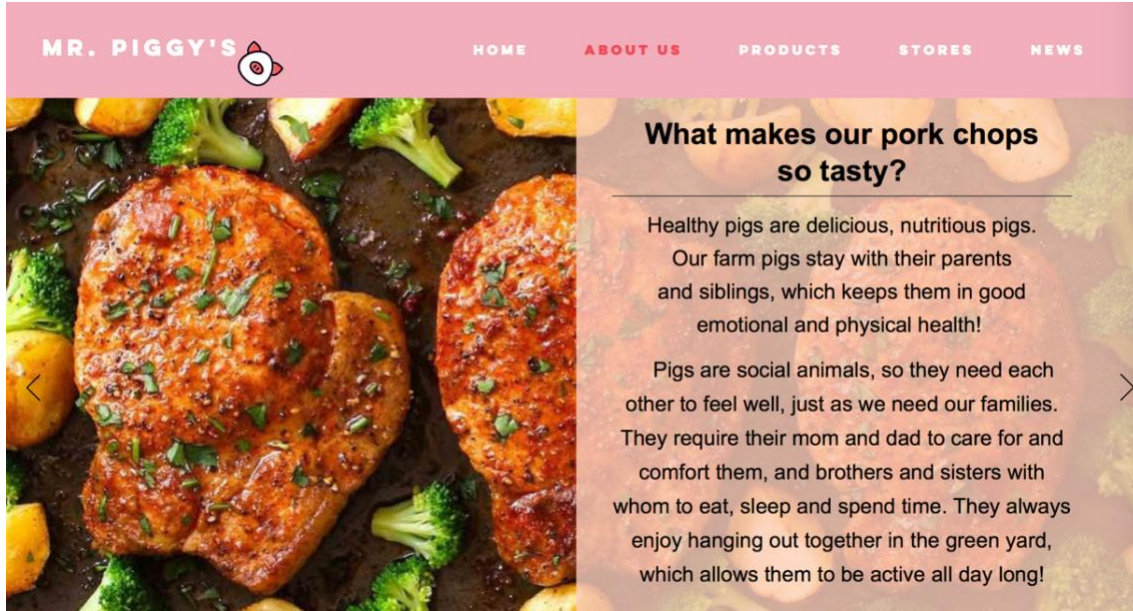 MR. PIGGY'S
HOME ABOUT US PRODUCTS STORES NEWS
What makes our pork chops
so tasty?
Healthy pigs are delicious, nutritious pigs.
Our farm pigs stay with their parents
and siblings, which keeps them in good
emotional and physical health!
Pigs are social animals, so they need each
other to feel well, just as we need our families.
They require their mom and dad to care for and
comfort them, and brothers and sisters with
whom to eat, sleep and spend time. They always
enjoy hanging out together in the green yard,
which allows them to be active all day long!